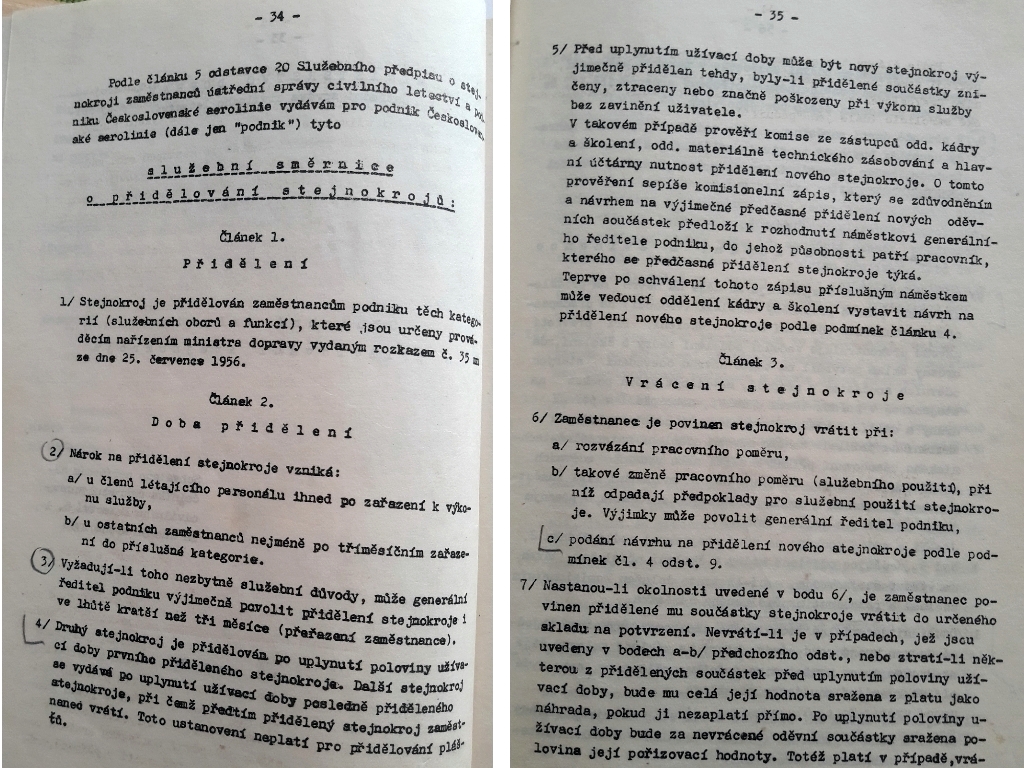 - 34 -
Podle článku 5 odstavce 20 Služebního předpisu o stej-
nokroji zaměstnanců ústřední správy civilního letectví a pod-
niku Československé aerolinie vydávám pro podnik Českosloven-
ské aerolinie (dále jen "podnik") tyto
služební směrnice
o přidělování stejnokrojů:
Článek 1.
Přidělení
1/ Stejnokroj je přidělován zaměstnancům podniku těch katego-
rií (služebních oborů a funkcí), které jsou určeny prová-
děcím nařízením ministra dopravy vydaným rozkazem č. 35 m
ze dne 25. července 1956.
Článek 2.
Doba přidělení
2/ Nárok na přidělení stejnokroje vzniká:
a/ u členů létajícího personálu ihned po zařazení k výko-
nu služby,
b/ u ostatních zaměstnanců nejméně po tříměsíčním zařaze-
ní do příslušné kategorie.
3/ Vyžadují-li toho nezbytně služební důvody, může generální
ředitel podniku výjimečně povolit přidělení stejnokroje i
ve lhůtě kratší než tři měsíce (přeřazení zaměstnance).
4/ Druhý stejnokroj je přidělován po uplynutí poloviny užíva-
cí doby prvního přiděleného stejnokroje. Další stejnokroj
se vydává po uplynutí užívací doby posledně přiděleného
stejnokroje, při čemž předtím přidělený stejnokroj zaměst-
nanec vrátí. Toto ustanovení neplatí pro přidělování pláš-
ťů.
- 35 -
5/ Před uplynutím užívací doby může být nový stejnokroj vý-
jimečně přidělan tehdy, byly-li přidělené součástky zni-
čeny, ztraceny nebo značně poškozeny při výkonu služby
bez zavinění uživatele.
V takovém případě prověří komise ze zástupců odd. kádry
a školení, odd. materiálně technického zásobování a hlav-
ní účtárny nutnost přidělení nového stejnokroje. O tomto
prověření sepíše komisionelní zápis, který se zdůvodněním
a návrhem na výjimečné předčasné přidělení nových oděv-
ních součástek předloží k rozhodnutí náměstkovi generální-
ho ředitele podniku, do jehož působnosti patří pracovník,
kterého se předčasné přidělení stejnokroje týká.
Teprve po schválení tohoto zápisu příslušným náměstkem
může vedoucí oddělení kádry a školení vystavit návrh na
přidělení nového stejnokroje podle podmínek článku 4.
Článek 3.
Vrácení stejnokroje
6/ Zaměstnanec je povinen stejnokroj vrátit při:
a/ rozvázání pracovního poměru,
b/ takové změně pracovního poměru (služebního použití), při
níž odpadají předpoklady pro služební použití stejnokro-
je. Výjimky může povolit generální ředitel podniku,
c/ podání návrhu na přidělení nového atejnokroje podle pod-
mínek čl. 4 odst. 9.
7/ Nastanou-li okolnosti uvedené v bodu 6/, je zaměstnanec po-
vinen přidělené mu součástky stejnokroje vrátit do určeného
skladu na potvrzení. Nevrátí-li je v případech, jež jscu
uvedeny v bodech a-b/ předchozího odst., nebo ztratí-li něk-
terou z přidělených součástek před uplynutím poloviny uží-
vací doby, bude mu celá její hodnota sražena z platu jako
náhrada, pokud ji nezaplatí přímo. Po uplynutí poloviny u-
žívací doby bude za nevrácené oděvní součástky sražena po-
lovina její pořizovací hodnoty. Totéž platí v případě,vrá-